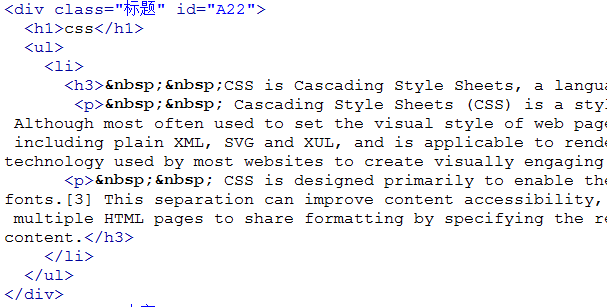 <div class="标题" id="A22">
<h1>css</h1>
<ul>
<li>
<h3>&nbsp;&nbsp;CSS is Cascading Style Sheets, a langua
<p>&nbsp;&nbsp; Cascading Style Sheets (CSS) is a styl
Although most often used to set the visual style of web page
including plain XML, SVG and XUL, and is applicable to rende
technology used by most websites to create visually engaging
<p>&nbsp;&nbsp; CSS is designed primarily to enable the
fonts.[3] This separation can improve content accessibility,
multiple HTML pages to share formatting by specifying the re
content.</h3>
</li>
</ul>
</div>